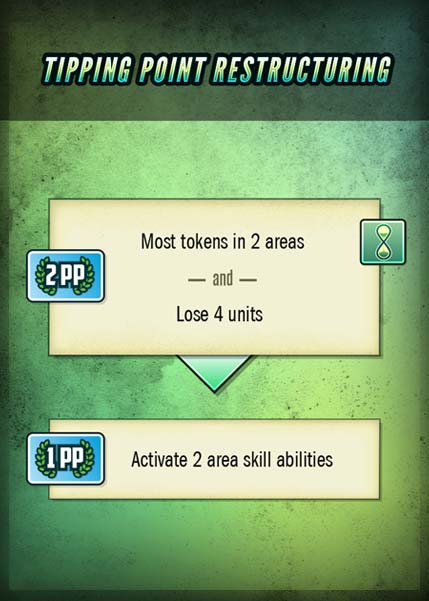 TIPPING POINT RESTRUCTURING
Most tokens in 2 areas
— and —
2 PP
Lose 4 units
1 PP
Activate 2 area skill abilities